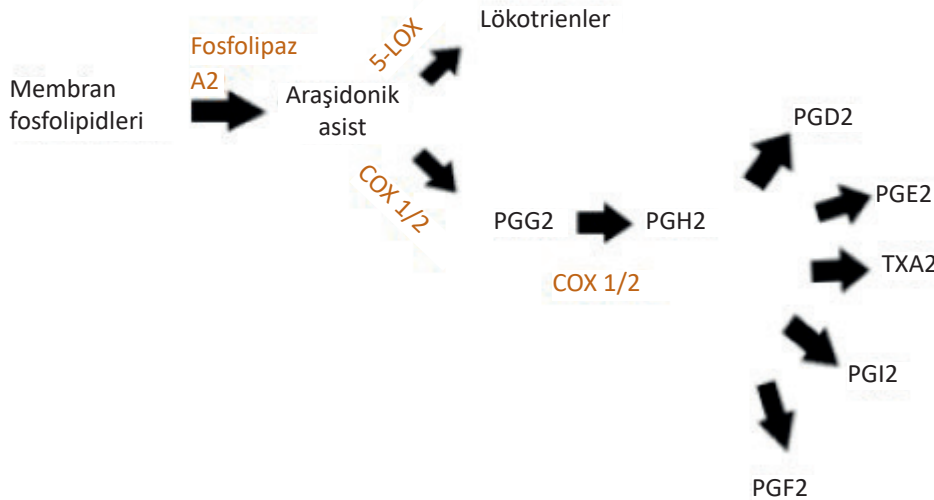 Lökotrienler
Fosfolipaz
A2
5-LOX
Membran
fosfolipidleri
Araşidonik
asist
COX 1/2
PGG2
PGH2
COX 1/2
PGD2
PGE2
TXA2
PGI2
PGF2